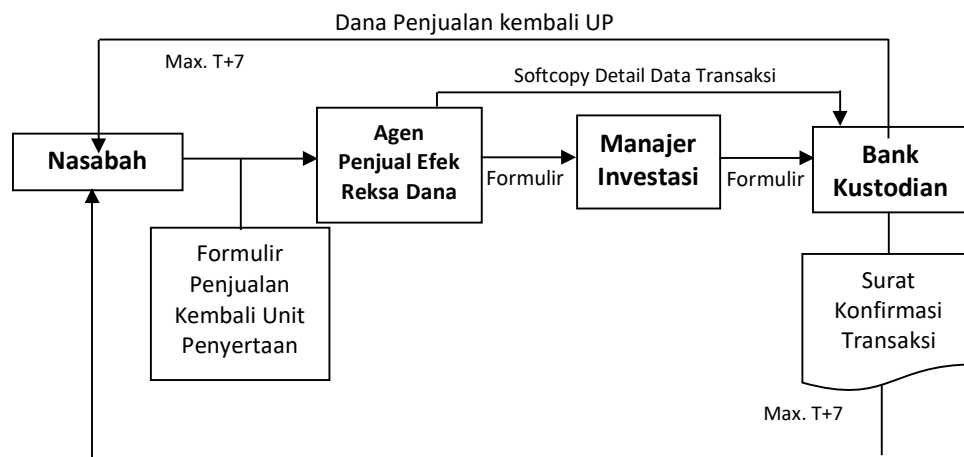 Dana Penjualan kembali UP
Max. T+7
Softcopy Detail Data Transaksi
Nasabah
Agen
Penjual Efek
Reksa Dana
Formulir
Manajer
Investasi
Formulir
Bank
Kustodian
Formulir
Penjualan
Kembali Unit
Penyertaan
Surat
Konfirmasi
Transaksi
Max. T+7